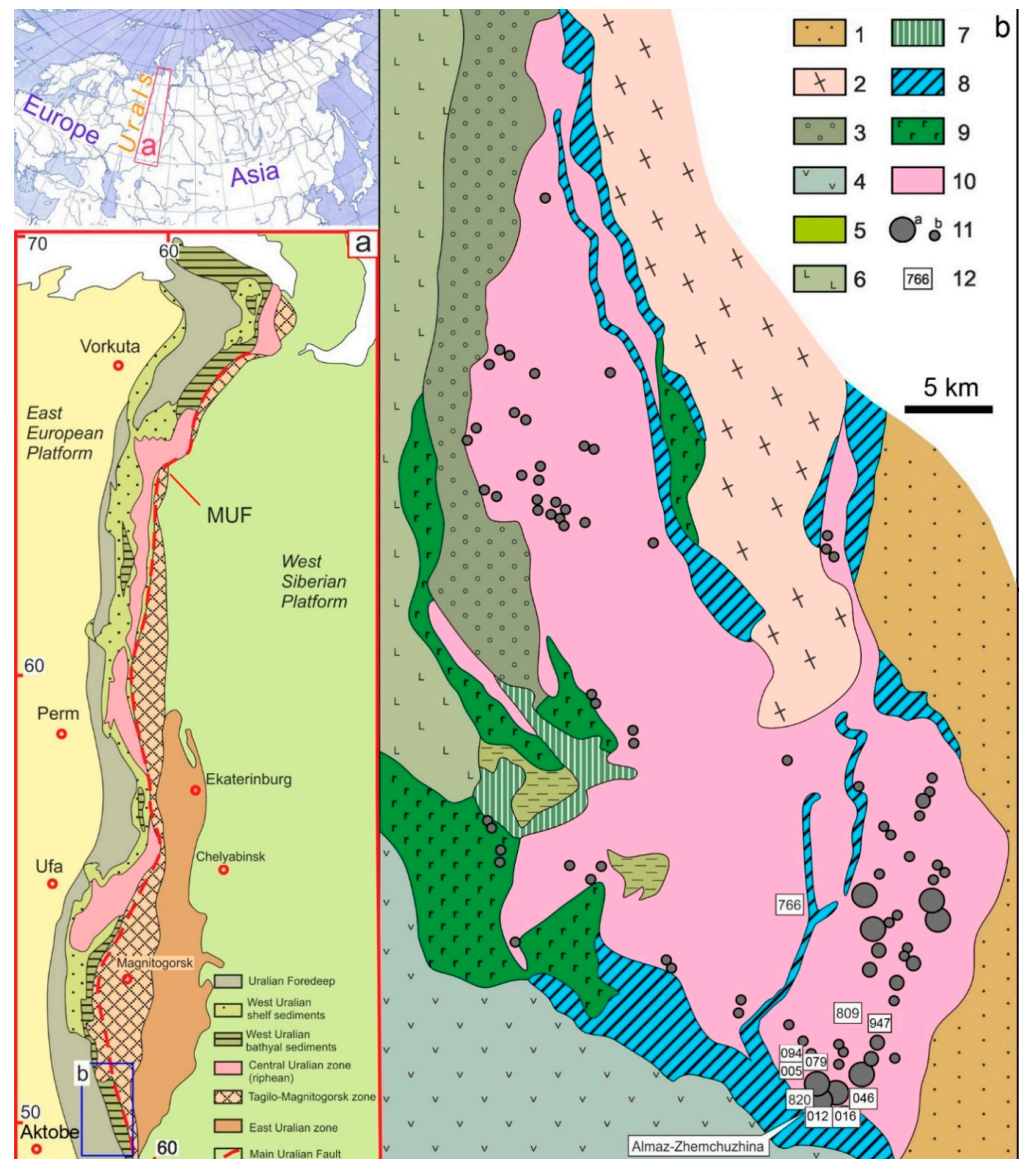 Europe
Urals
a
Asia
70
60
a
Vorkuta
East
European
Platform
MUF
West
Siberian
Platform
60
Perm
Ekaterinburg
Chelyabinsk
Ufa
Magnitogorsk
Uralian Foredeep
West Uralian
shelf sediments
West Uralian
bathyal sediments
Central Uralian zone
(riphean)
Tagilo-Magnitogorsk zone
East Uralian zone
Main Uralian Fault
b
50
Aktobe
60
b
1
7
2
8
3
9
4
10
5
a
b
11
6
766
12
5 km
766
809
947
094
079
005
820
046
012
016
Almaz-Zhemchuzhina